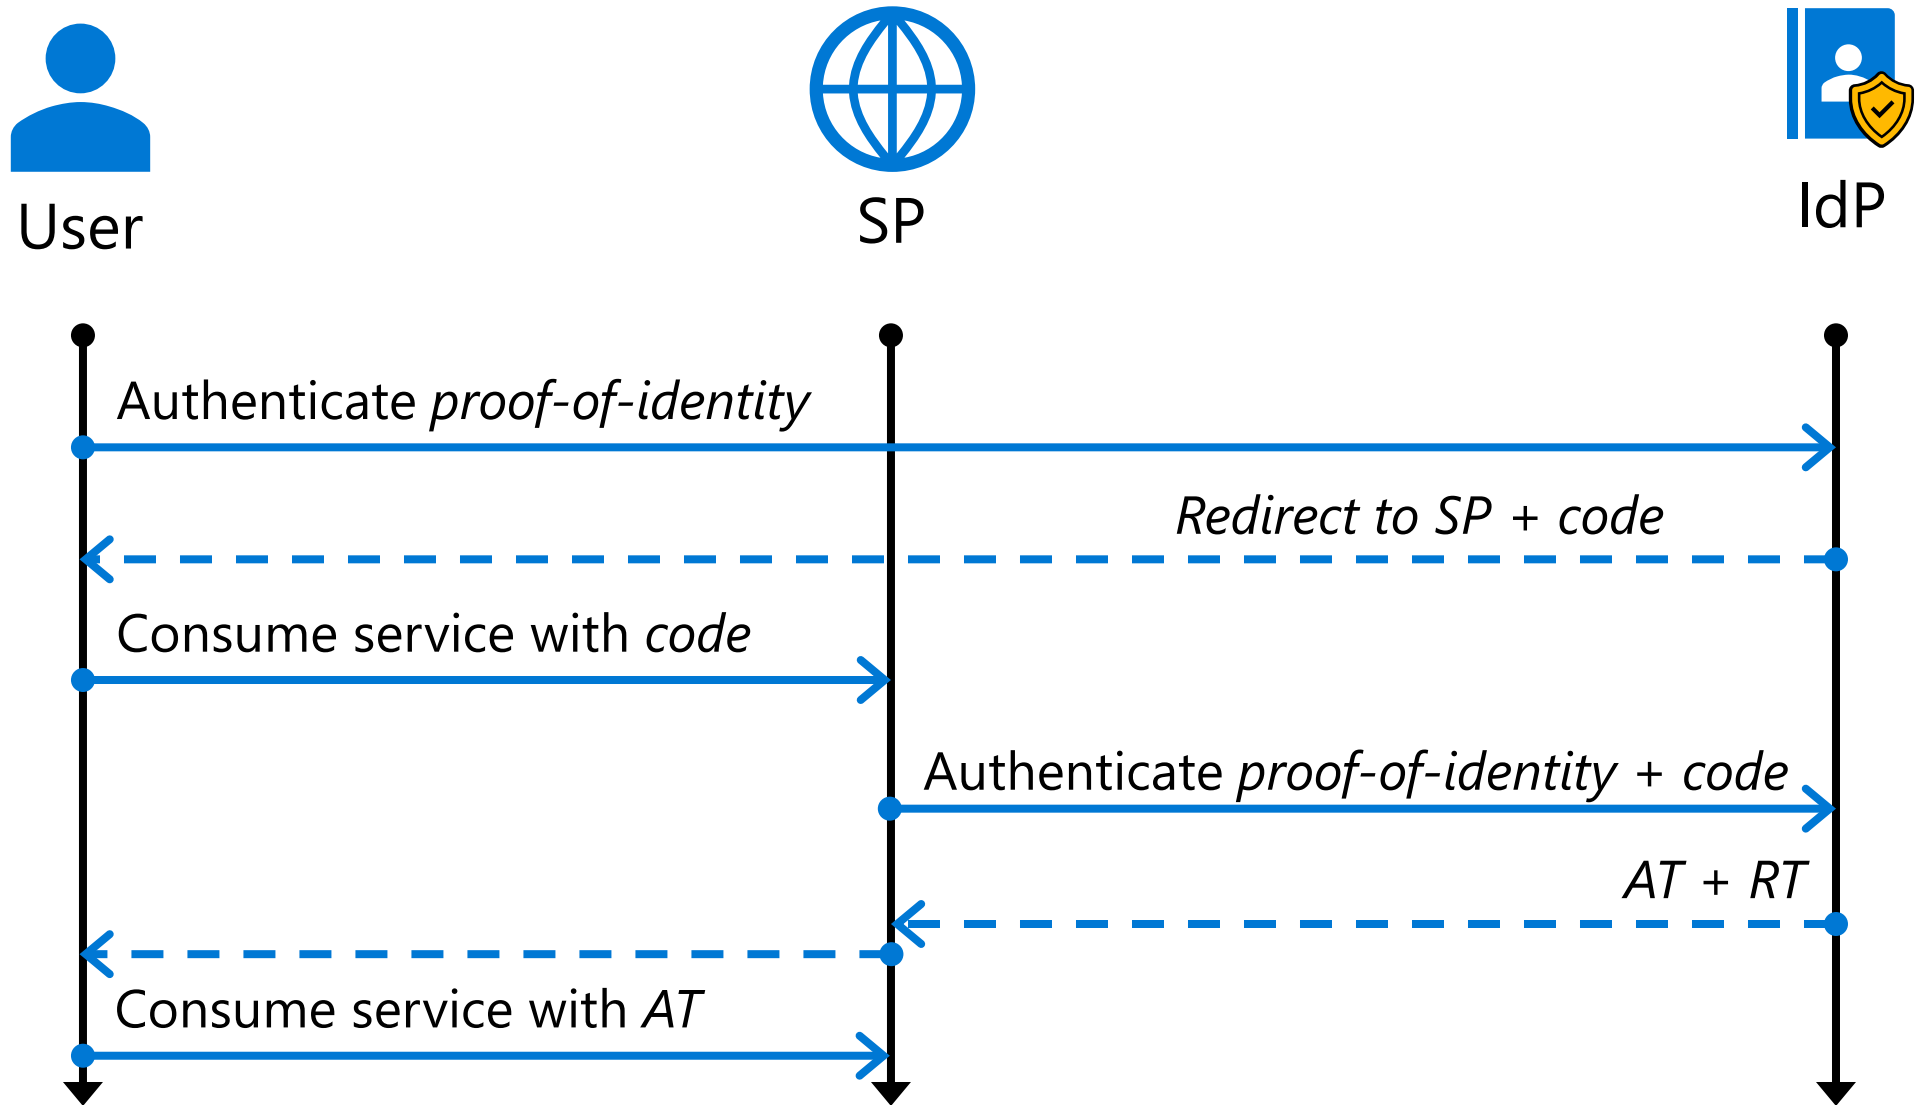 User
SP
IdP
Authenticate proof-of-identity
Redirect to SP + code
Consume service with code
Authenticate proof-of-identity + code
AT + RT
Consume service with AT